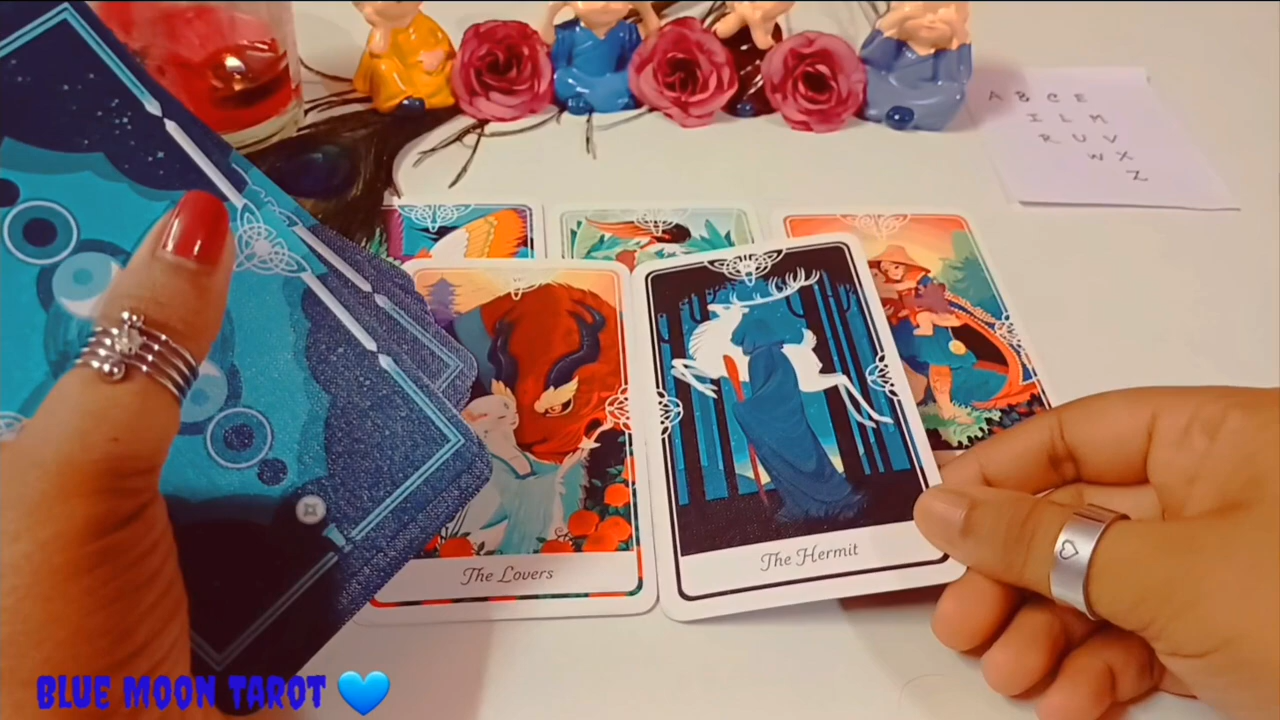 A B C E
I L M
R U V
W X
Z
The Lovers
The Hermit
BLUE MOON TAROT 💙